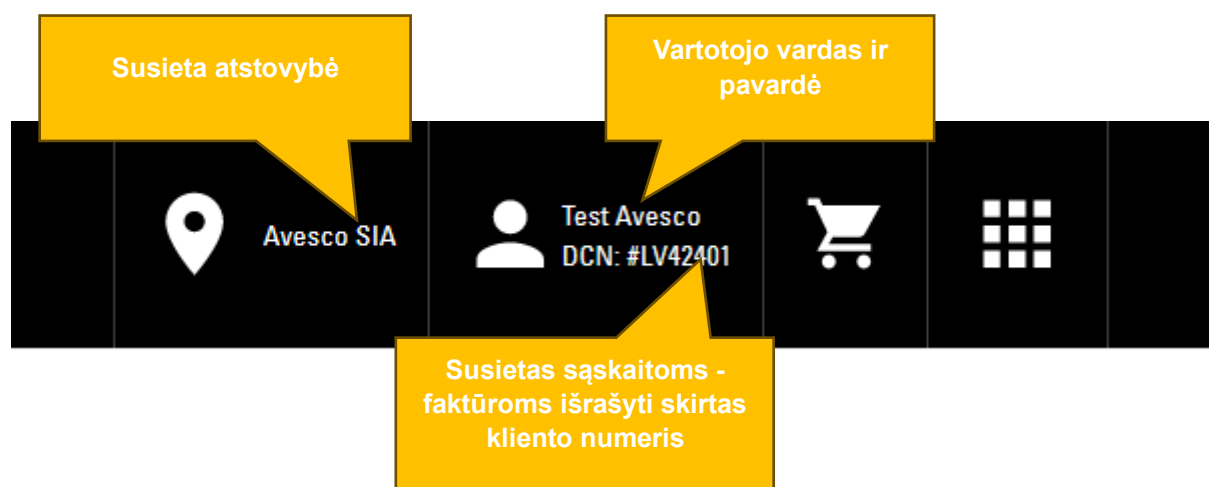 Susieta atstovybė
Vartotojo vardas ir
pavardė
Avesco SIA
Test Avesco
DCN: #LV42401
Susietas sąskaitoms -
faktūroms išrašyti skirtas
kliento numeris